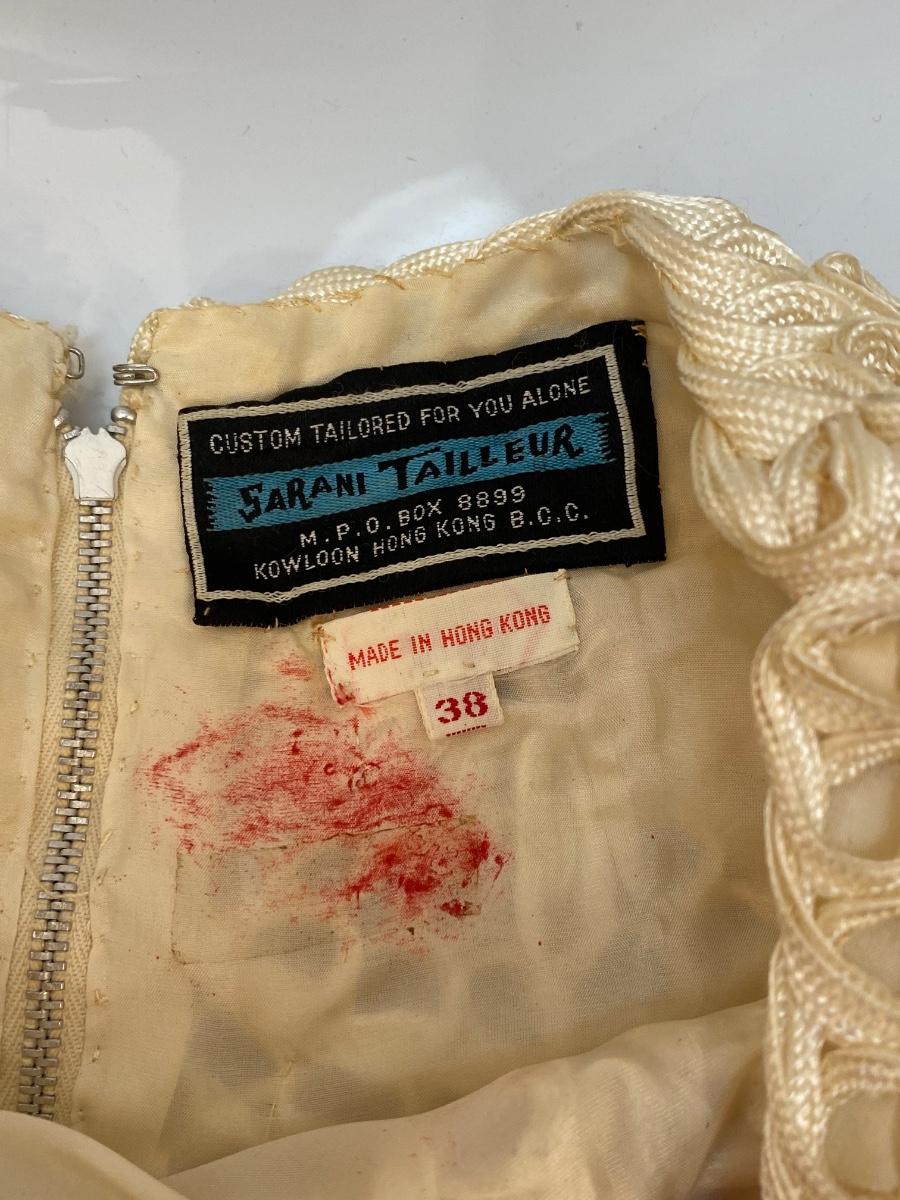 CUSTOM TAILORED FOR YOU ALONE
SARANI TAILLEUR
M.P.O. BOX 8899
KOWLOON HONG KONG B.C.C.
MADE IN HONG KONG
38